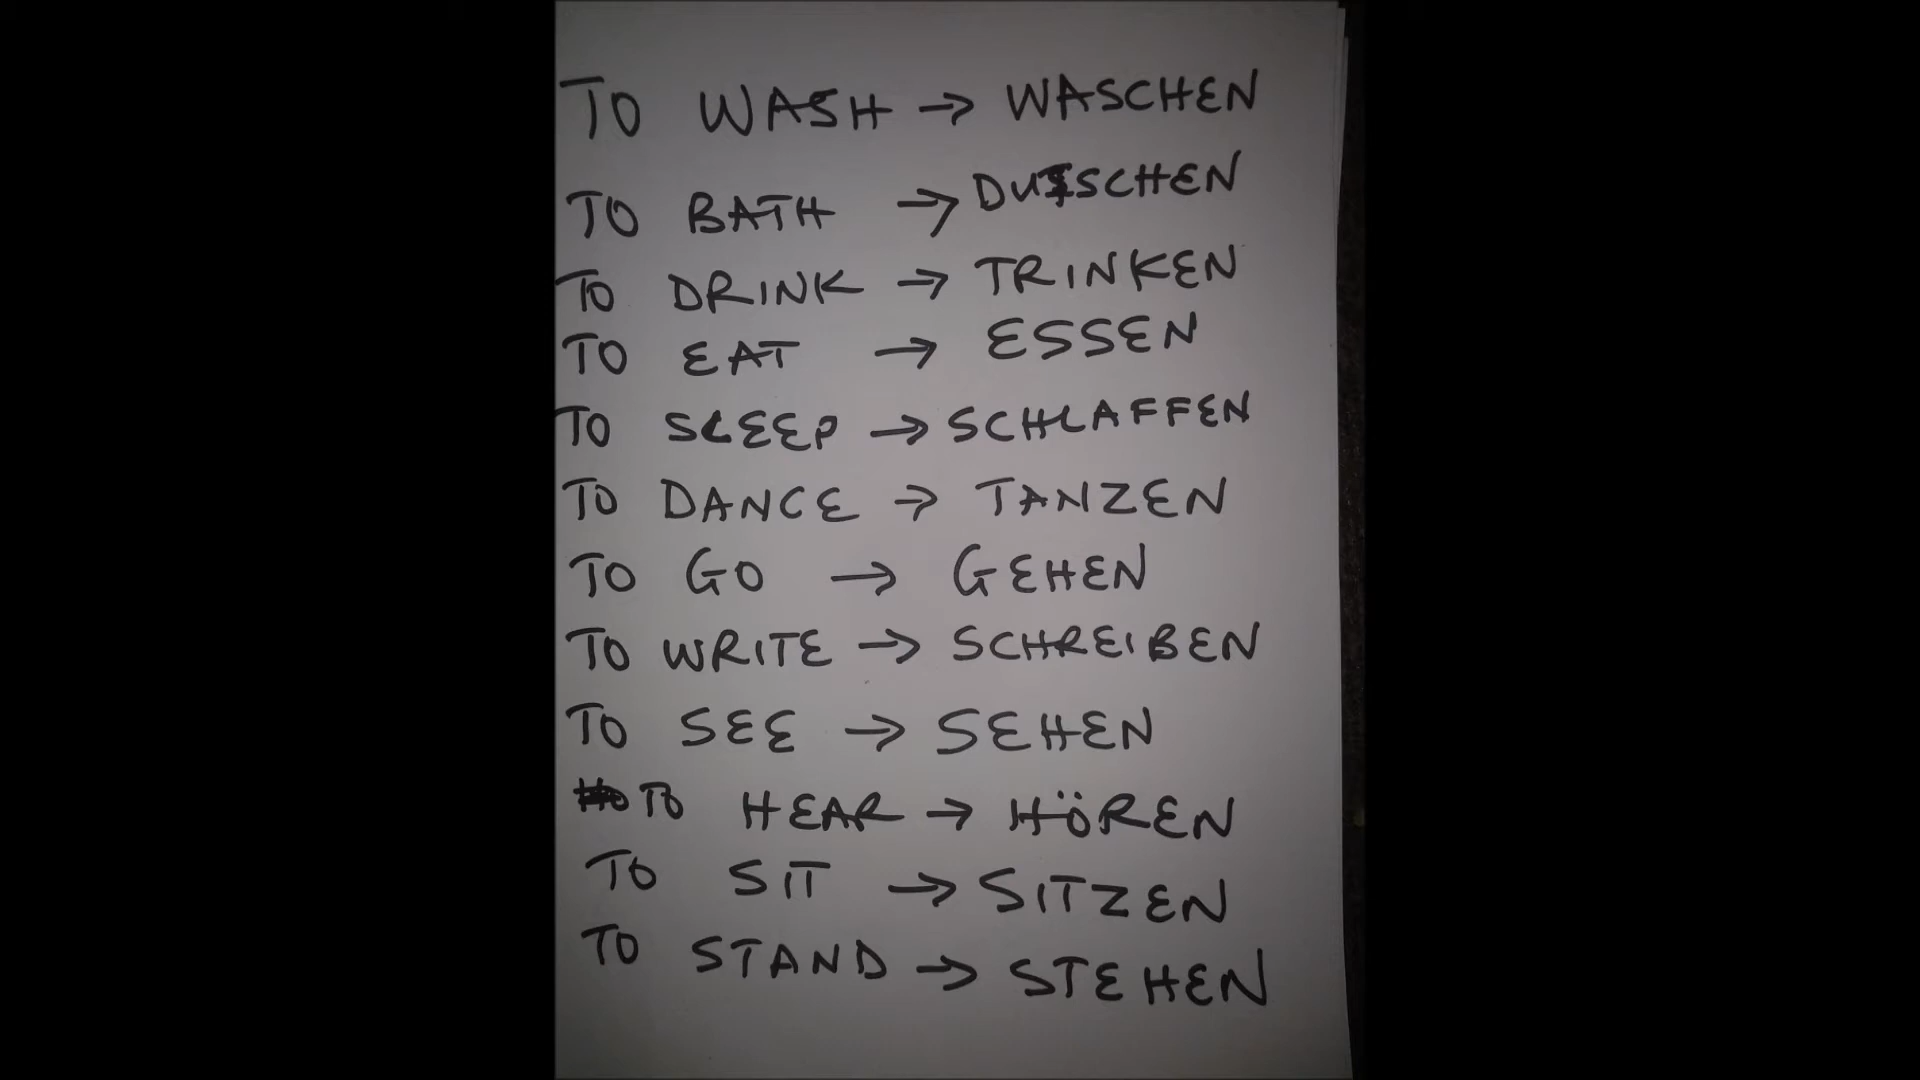 TO WASH → WASCHEN
TO BATH → DUSCHEN
TO DRINK → TRINKEN
TO EAT → ESSEN
TO SLEEP → SCHLAFFEN
TO DANCE → TANZEN
TO GO → GEHEN
TO WRITE → SCHREIBEN
TO SEE → SEHEN
TO HEAR → HÖREN
TO SIT → SITZEN
TO STAND → STEHEN